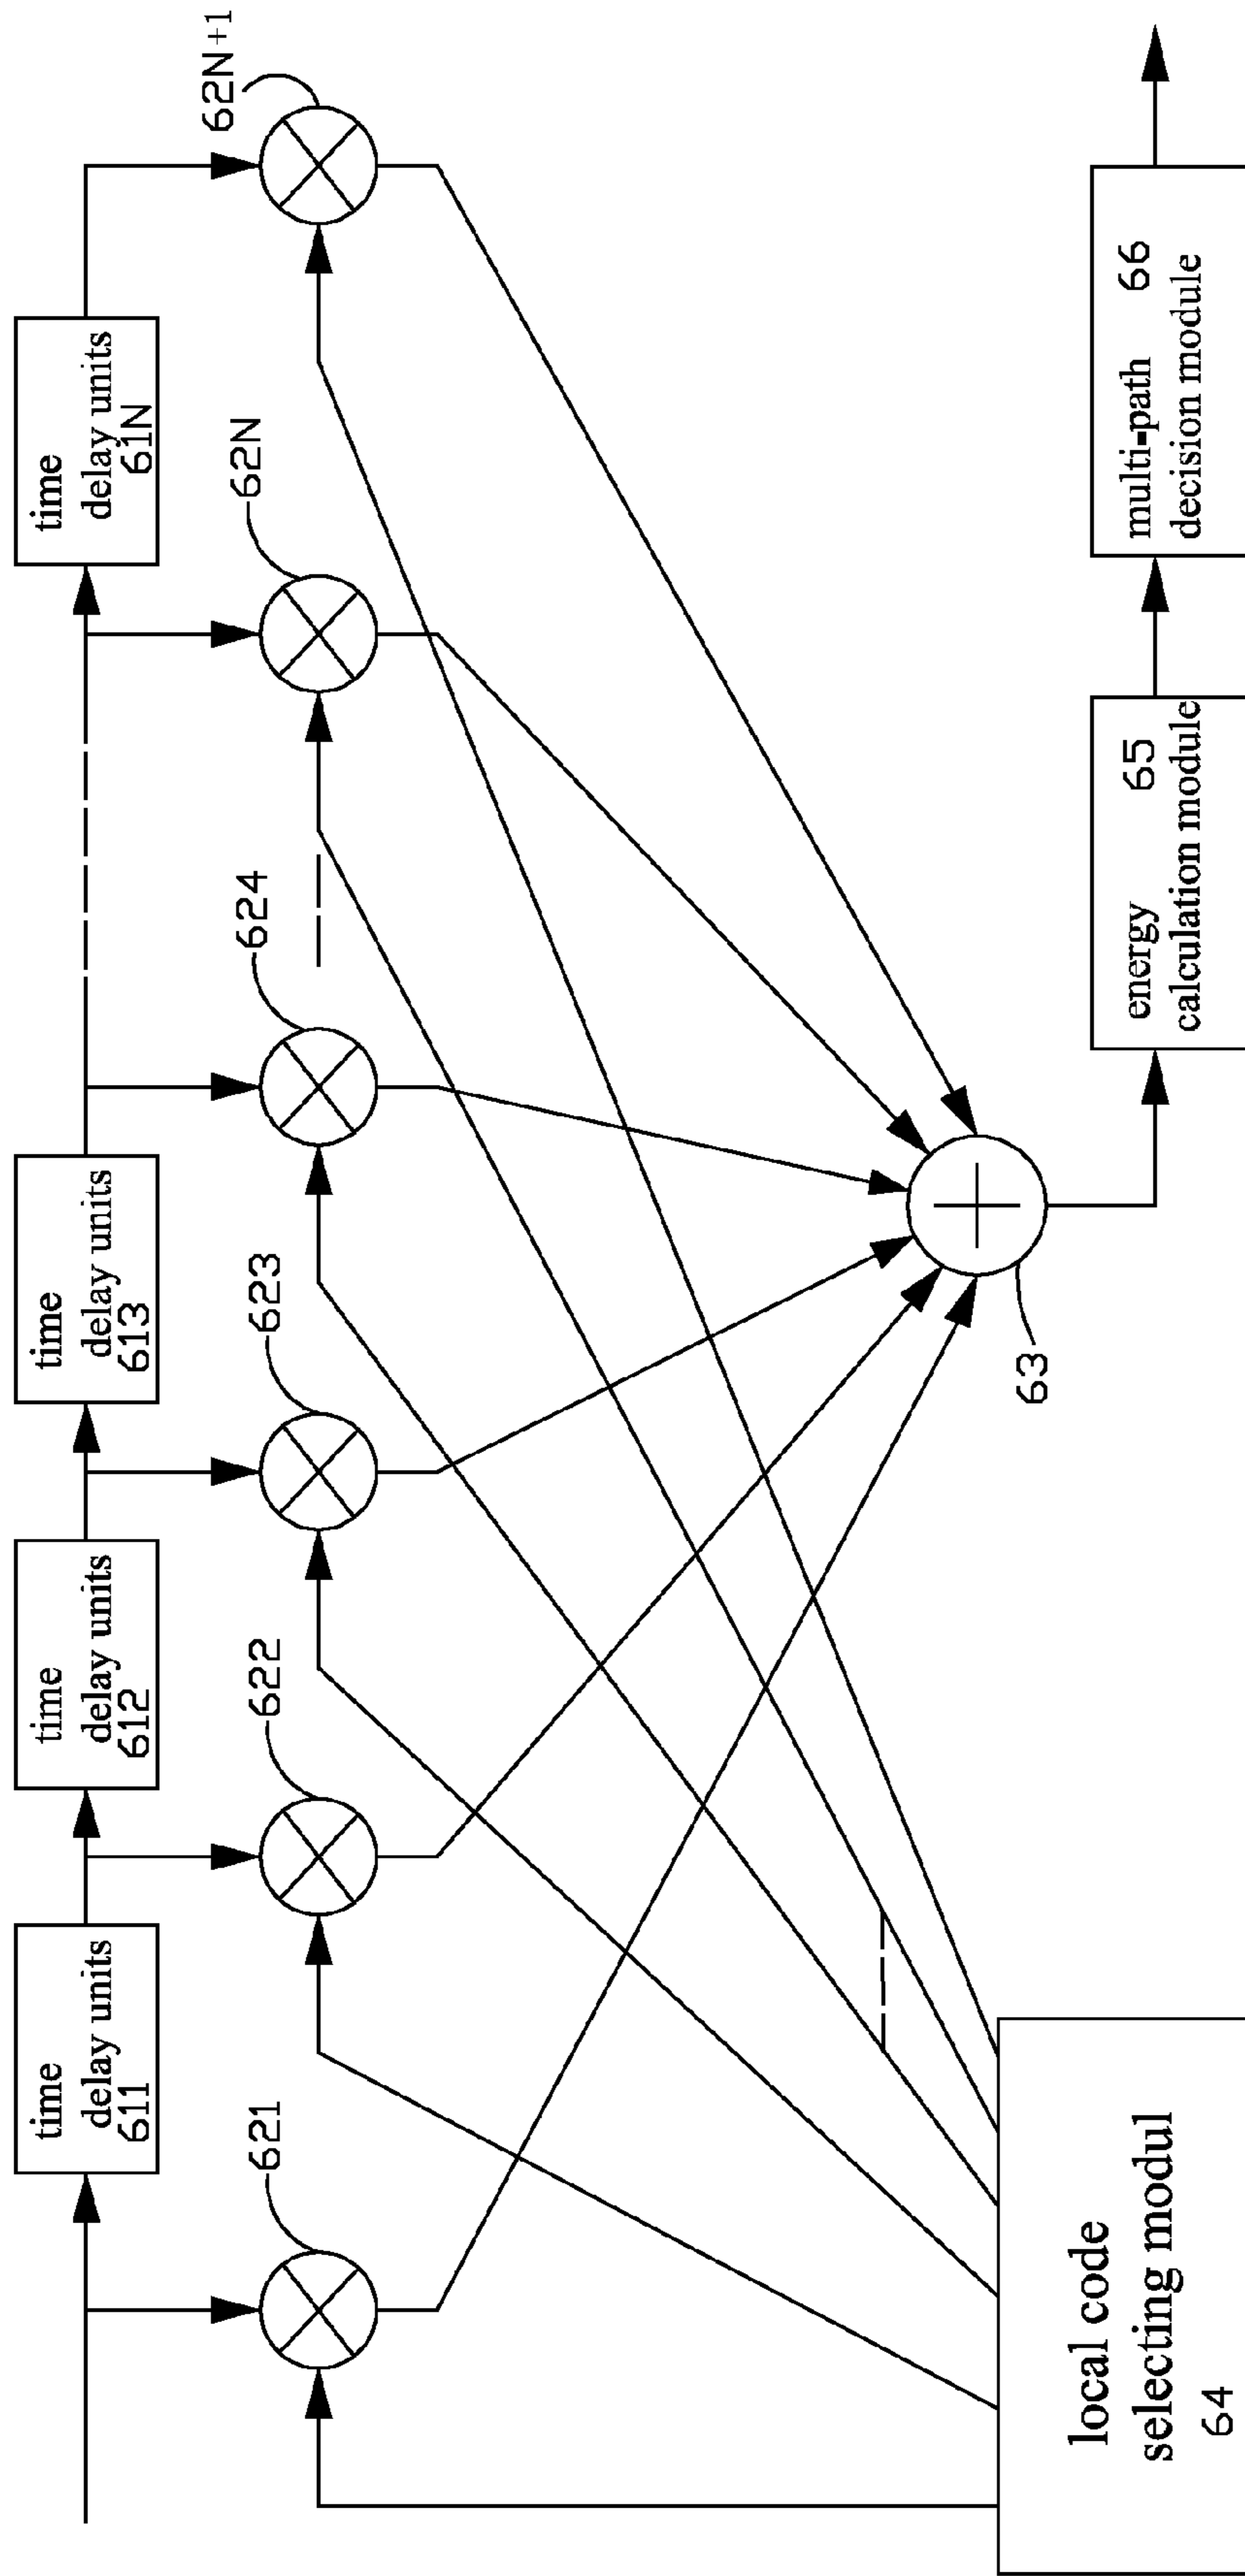 time
delay units
611
time
delay units
612
time
delay units
613
time
delay units
61N
621
622
623
624
62N
62N+1
63
local code
selecting modul
64
energy 65
calculation module
multi-path 66
decision module